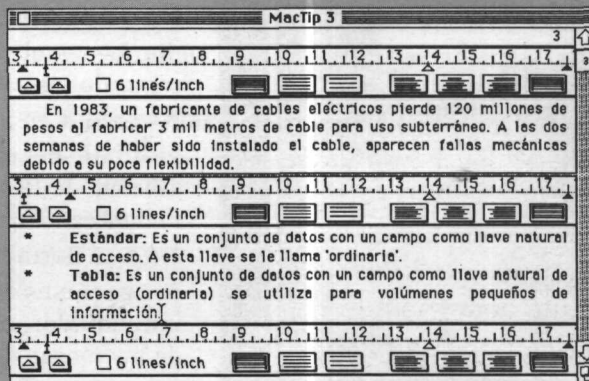 MacTip 3
3
3 4 5 6 7 8 9 10 11 12 13 14 15 16 17
6 lines/inch
En 1983, un fabricante de cables eléctricos pierde 120 millones de
pesos al fabricar 3 mil metros de cable para uso subterráneo. A las dos
semanas de haber sido instalado el cable, aparecen fallas mecánicas
debido a su poca flexibilidad.
3 4 5 6 7 8 9 10 11 12 13 14 15 16 17
6 lines/inch
* Estándar: Es un conjunto de datos con un campo como llave natural
de acceso. A esta llave se le llama 'ordinaria'.
* Tabla: Es un conjunto de datos con un campo como llave natural de
acceso (ordinaria) se utiliza para volúmenes pequeños de
información.
3 4 5 6 7 8 9 10 11 12 13 14 15 16 17
6 lines/inch